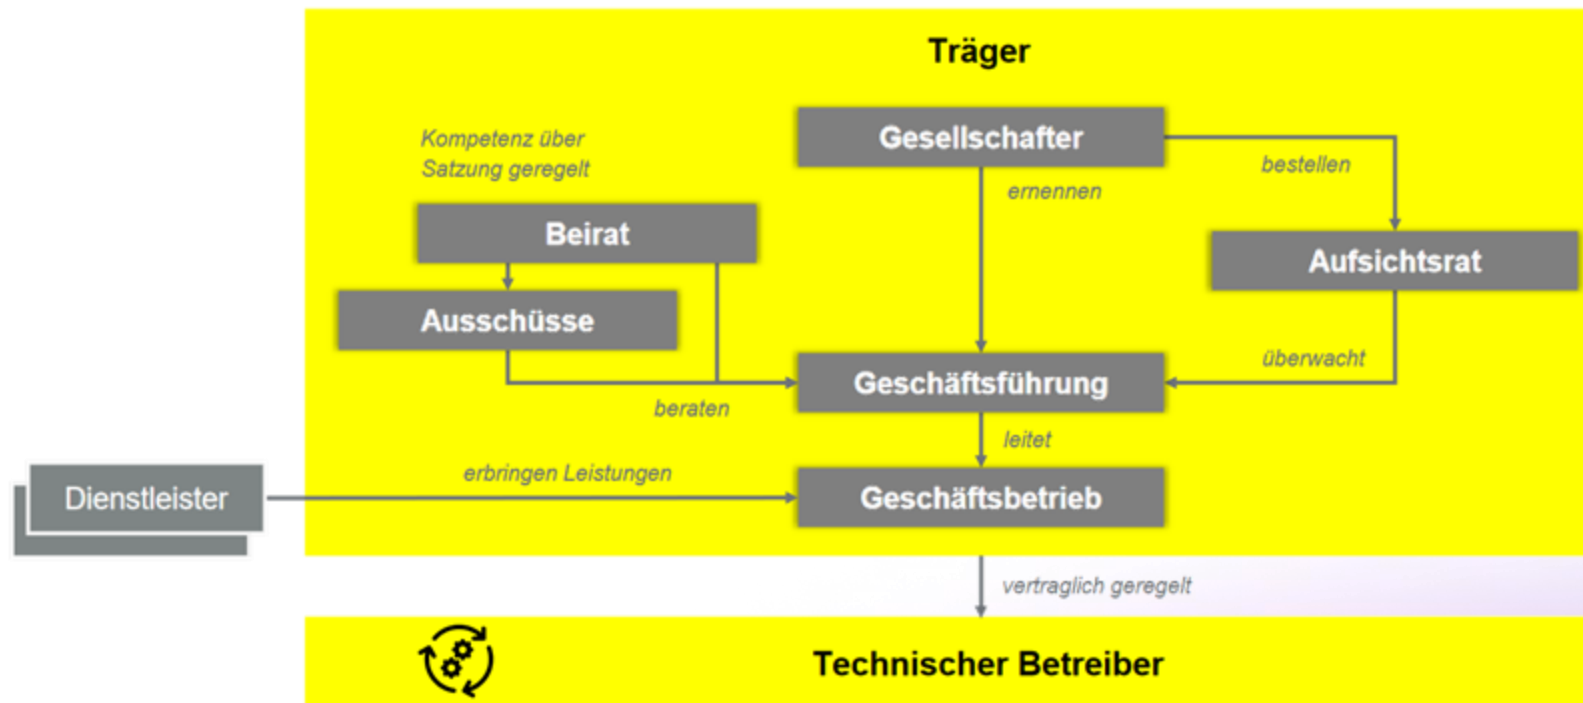 Träger
Kompetenz über
Satzung geregelt
Gesellschafter
bestellen
ernennen
Beirat
Aufsichtsrat
Ausschüsse
überwacht
Geschäftsführung
beraten
leitet
erbringen Leistungen
Dienstleister
Geschäftsbetrieb
vertraglich geregelt
Technischer Betreiber